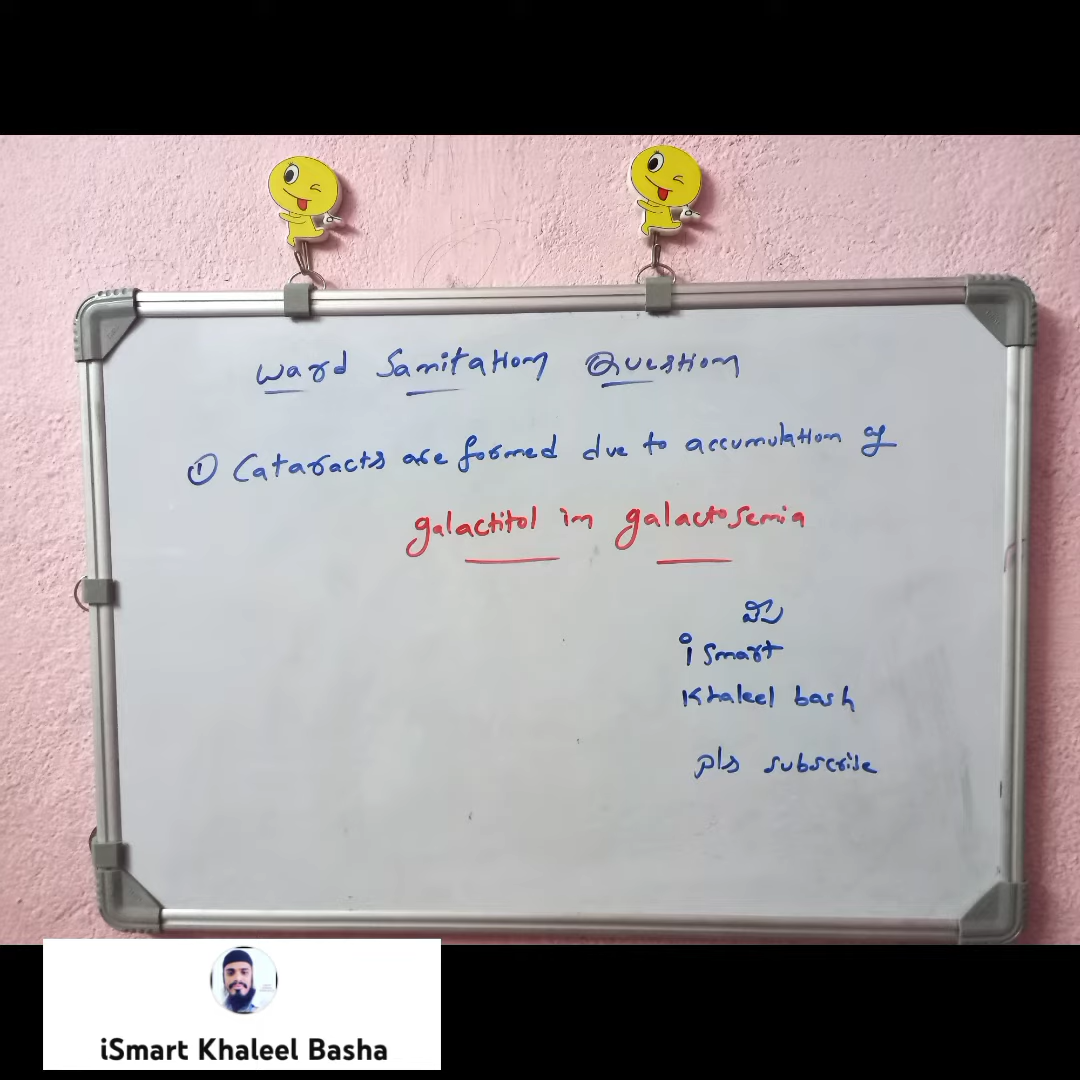 Ward Sanitation Question
① Cataracts are formed due to accumulation of
galactitol in galactosemia
మీ
iSmart
Khaleel bash
pls subscrise
iSmart Khaleel Basha